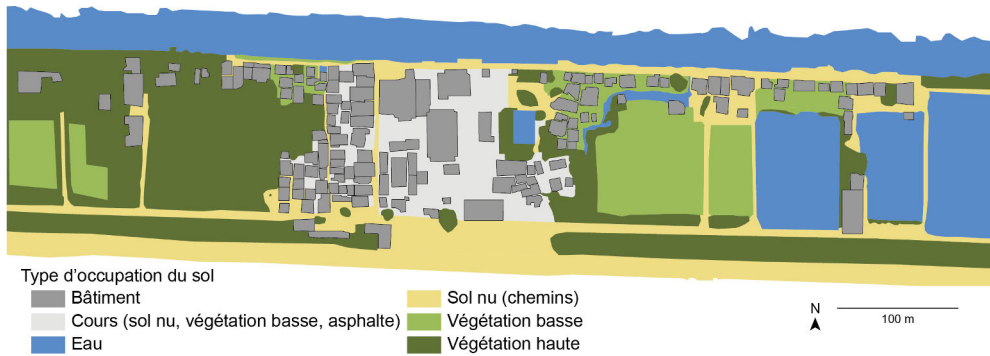 Type d'occupation du sol
Bâtiment
Cours (sol nu, végétation basse, asphalte)
Eau
Sol nu (chemins)
Végétation basse
Végétation haute
N
100 m